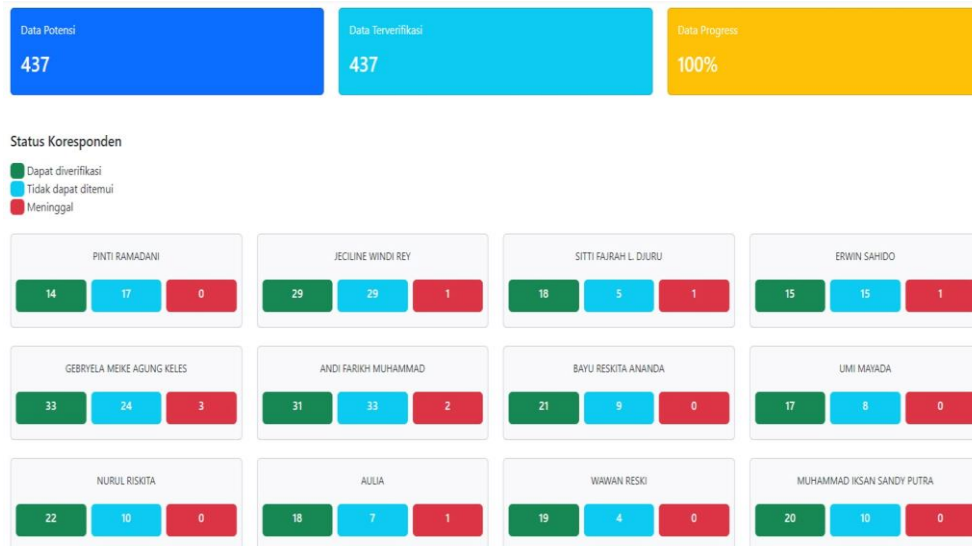 Data Potensi
437
Data Terverifikasi
437
Data Progress
100%
Status Koresponden
Dapat diverifikasi
Tidak dapat ditemui
Meninggal
PINTI RAMADANI
14 17 0
JECILINE WINDI REY
29 29 1
SITTI FAJRAH L. DJURU
18 5 1
ERWIN SAHIDO
15 15 1
GEBRYELA MEIKE AGUNG KELES
33 24 3
ANDI FARIKH MUHAMMAD
31 33 2
BAYU RESKITA ANANDA
21 9 0
UMI MAYADA
17 8 0
NURUL RISKITA
22 10 0
AULIA
18 7 1
WAWAN RESKI
19 4 0
MUHAMMAD IKSAN SANDY PUTRA
20 10 0